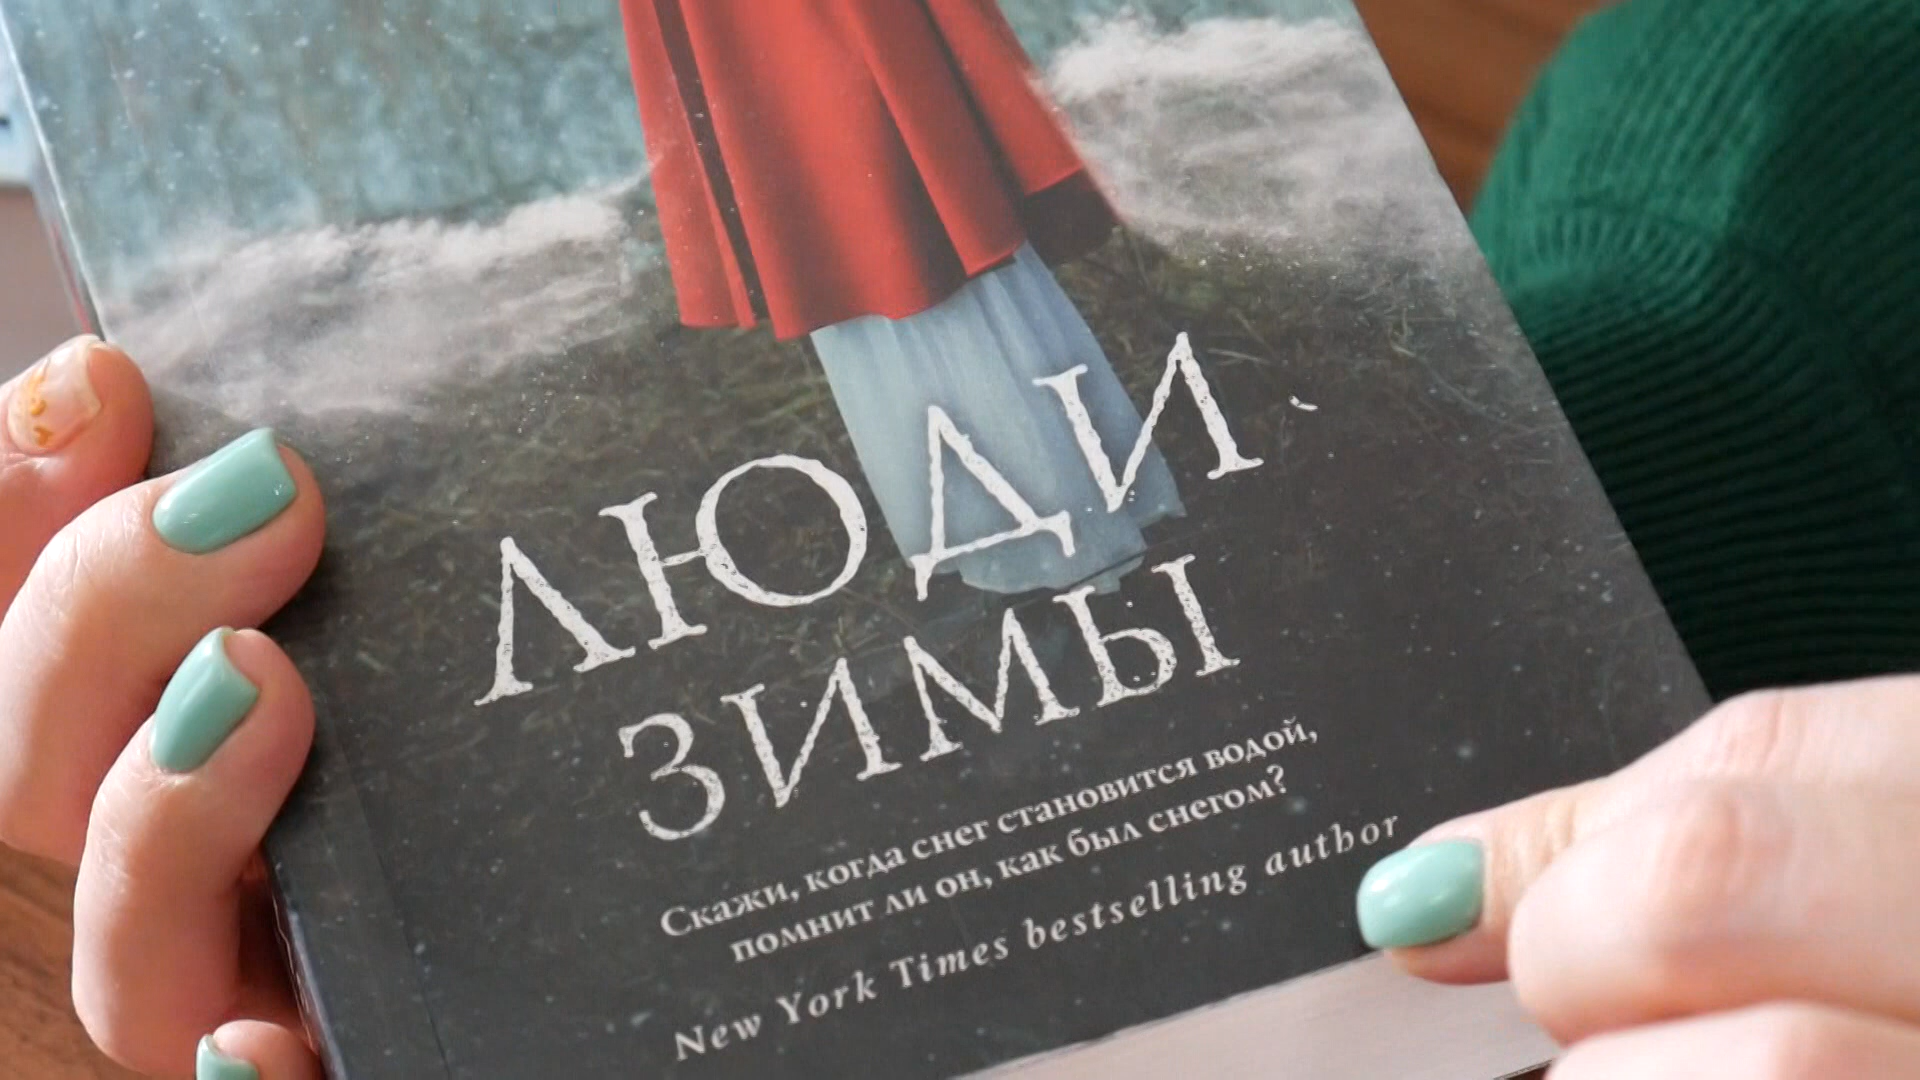 ЛЮДИ
ЗИМЫ
Скажи, когда снег становится водой,
помнит ли он, как был снегом?
New York Times bestselling author